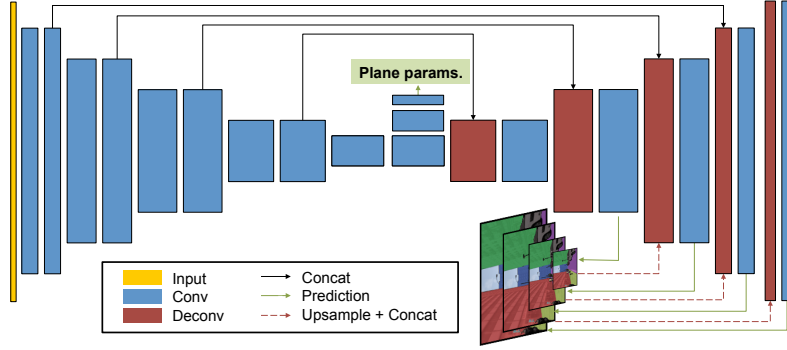 Plane params.
Input
Conv
Deconv
Concat
Prediction
Upsample + Concat